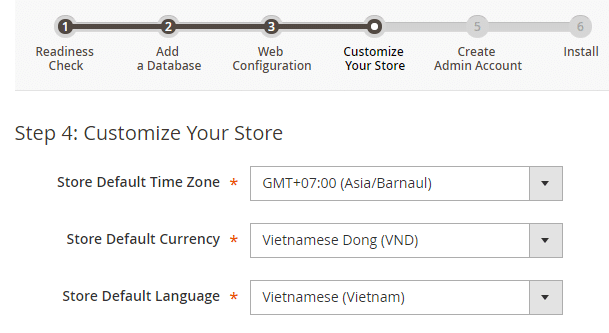 1 2 3 5 6
Readiness Add Web Customize Create Install
Check a Database Configuration Your Store Admin Account
Step 4: Customize Your Store
Store Default Time Zone * GMT+07:00 (Asia/Barnaul)
Store Default Currency * Vietnamese Dong (VND)
Store Default Language * Vietnamese (Vietnam)